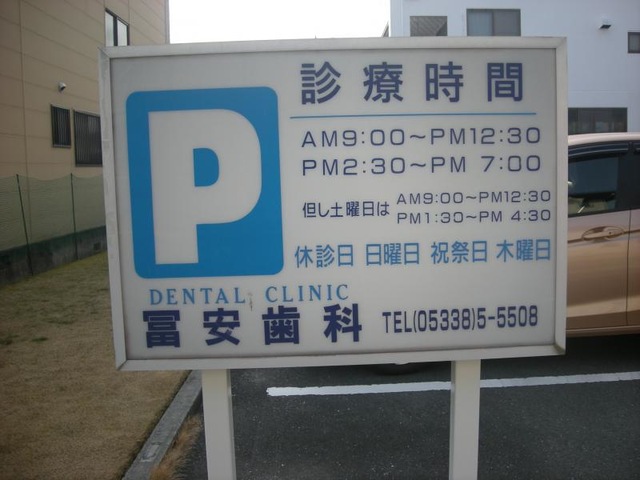 P
診療時間
AM9:00～PM12:30
PM2:30～PM 7:00
但し土曜日は AM9:00～PM12:30
PM1:30～PM 4:30
休診日 日曜日 祝祭日 木曜日
DENTAL CLINIC
冨安歯科 TEL(05338)5-5508